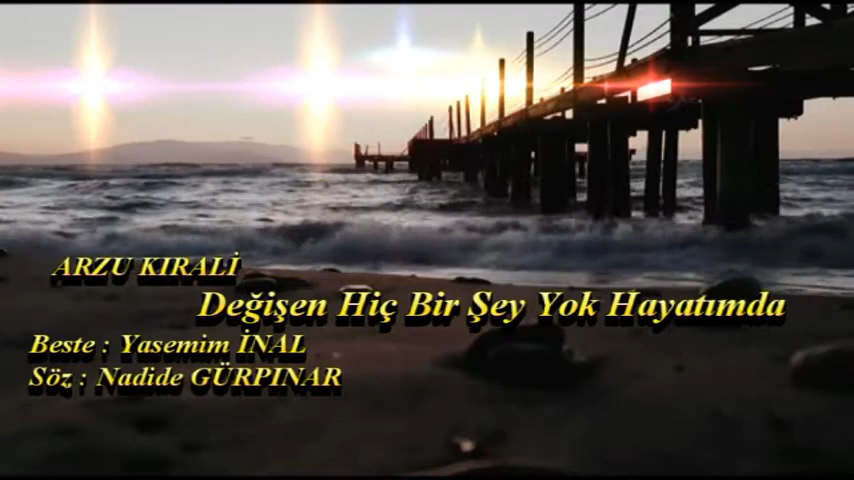 ARZU KIRALİ
Değişen Hiç Bir Şey Yok Hayatımda
Beste : Yasemim İNAL
Söz : Nadide GÜRPINAR